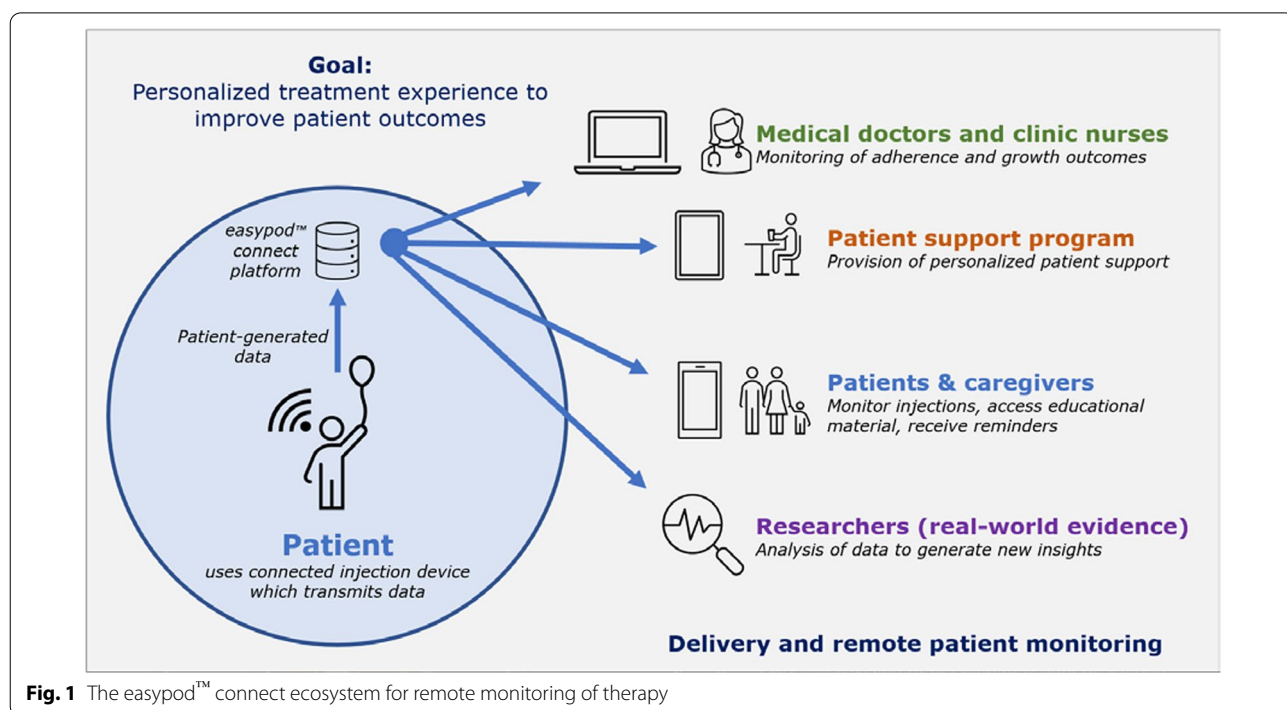 Goal:
Personalized treatment experience to
improve patient outcomes
easypod™
connect
platform
Patient-generated
data
Patient
uses connected injection device
which transmits data
Medical doctors and clinic nurses
Monitoring of adherence and growth outcomes
Patient support program
Provision of personalized patient support
Patients & caregivers
Monitor injections, access educational
material, receive reminders
Researchers (real-world evidence)
Analysis of data to generate new insights
Delivery and remote patient monitoring
Fig. 1 The easypod™ connect ecosystem for remote monitoring of therapy